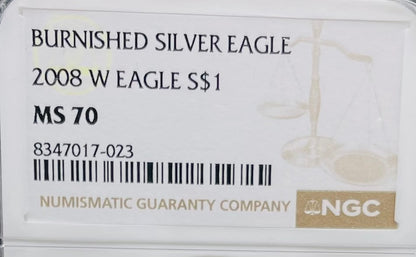 BURNISHED SILVER EAGLE
2008 W EAGLE S$1
MS 70
8347017-023
NUMISMATIC GUARANTY COMPANY NGC